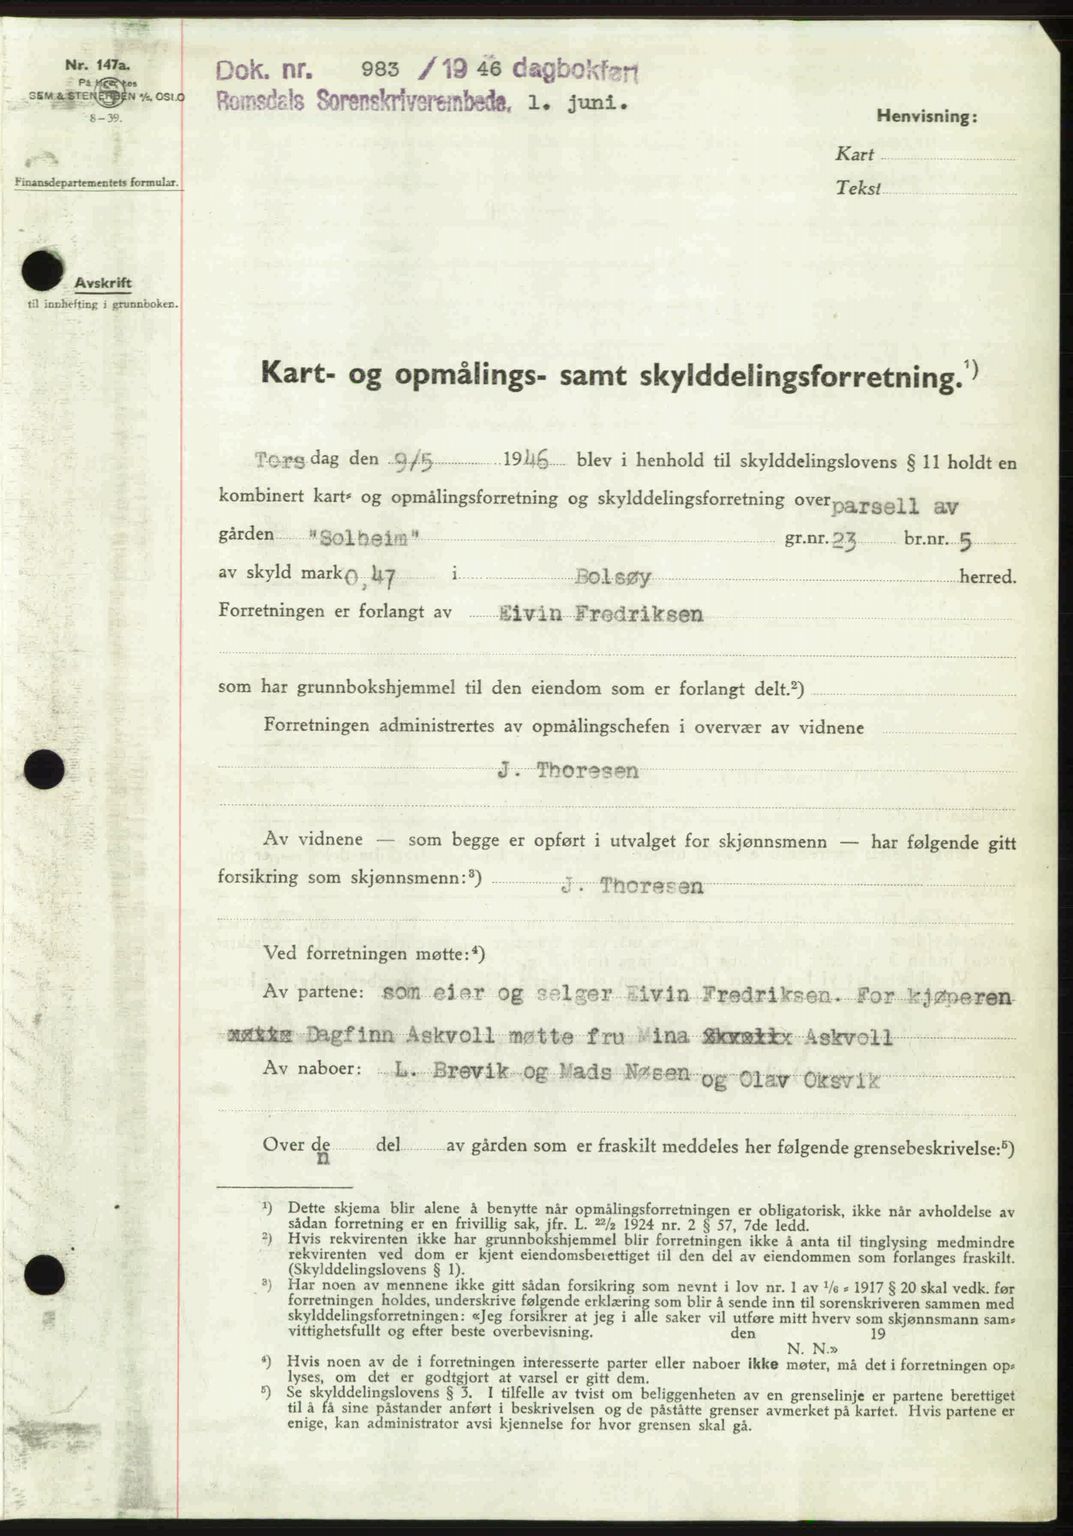 Nr. 147a.
På lager hos
SEM & STENERSEN A/S, OSLO
8-39.
Finansdepartementets formular.
Avskrift
til innhefting i grunnboken.
Dok. nr. 983 / 19 46 dagbokført
Romsdals Sorenskriverembede, 1. juni.
Henvisning:
Kart
Tekst
Kart- og opmålings- samt skylddelingsforretning.¹)
Torsdag den 9/5 1946 blev i henhold til skylddelingslovens § 11 holdt en
kombinert kart- og opmålingsforretning og skylddelingsforretning over parsell av
gården "Solheim" gr.nr. 23 br.nr. 5
av skyld mark 0,47 i Bolsøy herred.
Forretningen er forlangt av Eivin Fredriksen
som har grunnbokshjemmel til den eiendom som er forlangt delt.²)
Forretningen administrertes av opmålingschefen i overvær av vidnene
J. Thoresen
Av vidnene — som begge er opført i utvalget for skjønnsmenn — har følgende gitt
forsikring som skjønnsmenn:³) J. Thoresen
Ved forretningen møtte:⁴)
Av partene: som eier og selger Eivin Fredriksen. For kjøperen
Dagfinn Askvoll møtte fru Mina Askvoll
Av naboer: L. Brevik og Mads Nøsen og Olav Oksvik
Over den del av gården som er fraskilt meddeles her følgende grensebeskrivelse:⁵)
¹) Dette skjema blir alene å benytte når opmålingsforretningen er obligatorisk, ikke når avholdelse av
sådan forretning er en frivillig sak, jfr. L. 22/2 1924 nr. 2 § 57, 7de ledd.
²) Hvis rekvirenten ikke har grunnbokshjemmel blir forretningen ikke å anta til tinglysing medmindre
rekvirenten ved dom er kjent eiendomsberettiget til den del av eiendommen som forlanges fraskilt.
(Skylddelingslovens § 1).
³) Har noen av mennene ikke gitt sådan forsikring som nevnt i lov nr. 1 av 1/6 - 1917 § 20 skal vedk. før
forretningen holdes, underskrive følgende erklæring som blir å sende inn til sorenskriveren sammen med
skylddelingsforretningen: «Jeg forsikrer at jeg i alle saker vil utføre mitt hverv som skjønnsmann sam-
vittighetsfullt og efter beste overbevisning. den 19
N. N.»
⁴) Hvis noen av de i forretningen interesserte parter eller naboer ikke møter, må det i forretningen op-
lyses, om det er godtgjort at varsel er gitt dem.
⁵) Se skylddelingslovens § 3. I tilfelle av tvist om beliggenheten av en grenselinje er partene berettiget
til å få sine påstander anført i beskrivelsen og de påståtte grenser avmerket på kartet. Hvis partene er
enige, kan administrator avsi kjennelse for hvor grensen skal gå.